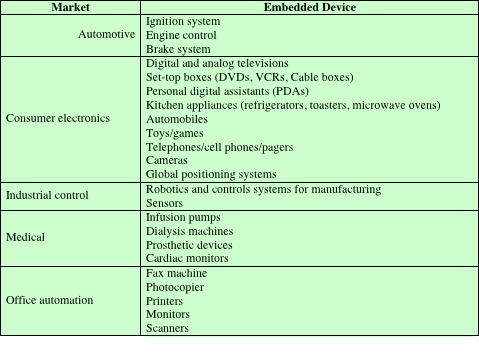 Market Embedded Device
Automotive
Ignition system
Engine control
Brake system
Consumer electronics
Digital and analog televisions
Set-top boxes (DVDs, VCRs, Cable boxes)
Personal digital assistants (PDAs)
Kitchen appliances (refrigerators, toasters, microwave ovens)
Automobiles
Toys/games
Telephones/cell phones/pagers
Cameras
Global positioning systems
Industrial control
Robotics and controls systems for manufacturing
Sensors
Medical
Infusion pumps
Dialysis machines
Prosthetic devices
Cardiac monitors
Office automation
Fax machine
Photocopier
Printers
Monitors
Scanners